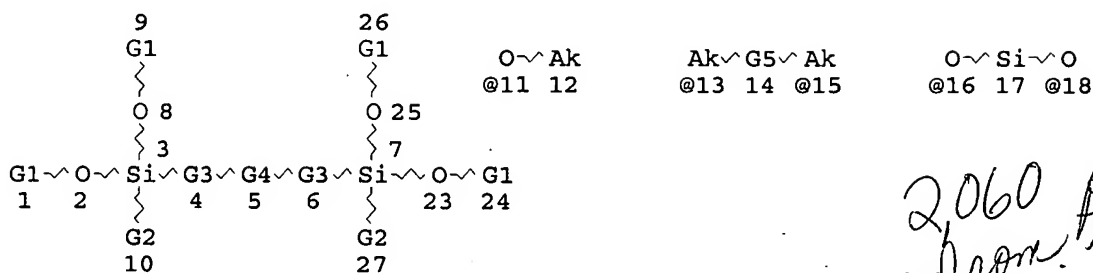 9 26
G1 G1 O Ak Ak G5 Ak O Si O
@11 12 @13 14 @15 @16 17 @18
O 8 O 25
3 7
G1 O Si G3 G4 G3 Si O G1
1 2 4 5 6 23 24
G2 G2
10 27
2,060